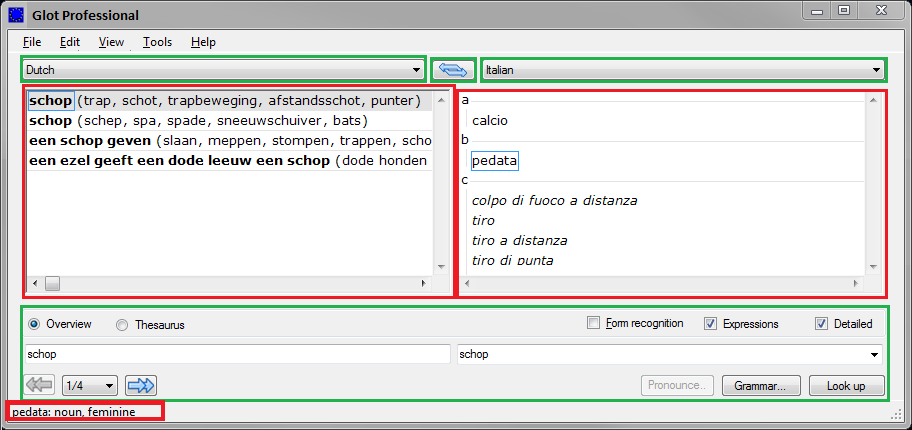 Glot Professional
File Edit View Tools Help
Dutch Italian
schop (trap, schot, trapbeweging, afstandsschot, punter)
schop (schep, spa, spade, sneeuwschuiver, bats)
een schop geven (slaan, meppen, stompen, trappen, scho
een ezel geeft een dode leeuw een schop (dode honden
a
calcio
b
pedata
c
colpo di fuoco a distanza
tiro
tiro a distanza
tiro di punta
Overview Thesaurus Form recognition Expressions Detailed
schop schop
1/4 Pronounce.. Grammar... Look up
pedata: noun, feminine